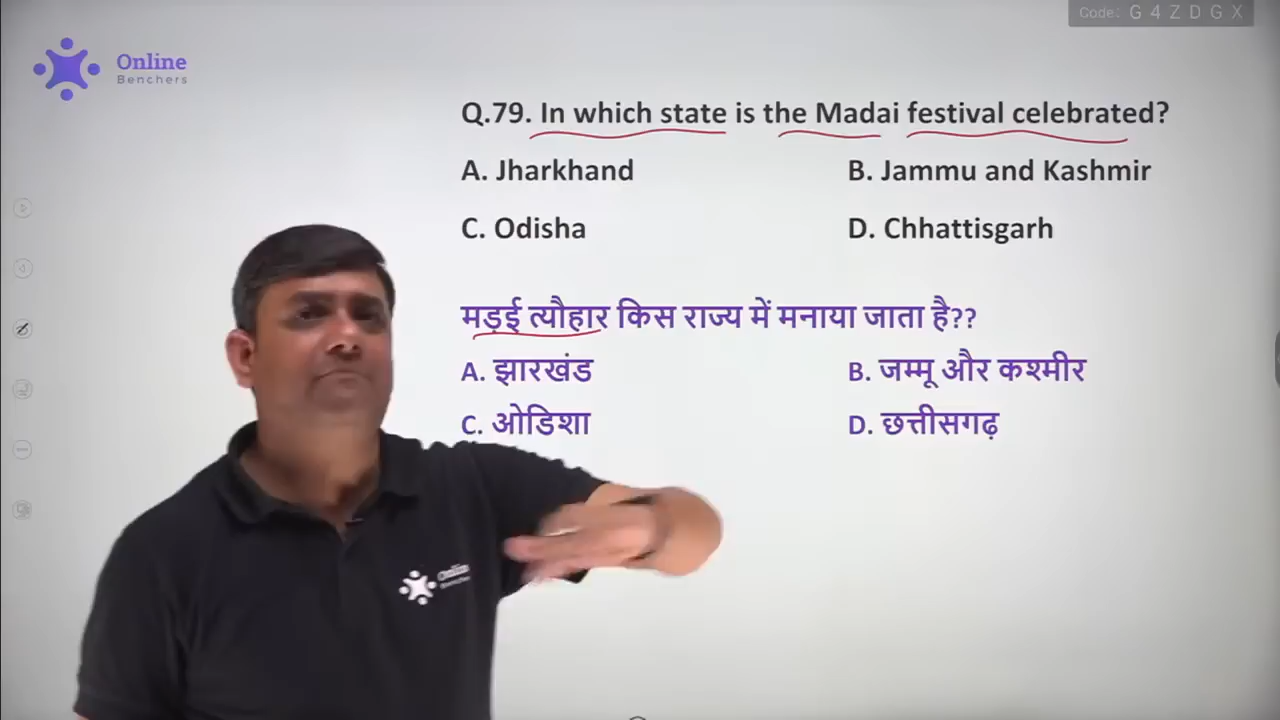 Code: G 4 Z D G X
Online
Benchers
Q.79. In which state is the Madai festival celebrated?
A. Jharkhand
B. Jammu and Kashmir
C. Odisha
D. Chhattisgarh
मड़ई त्यौहार किस राज्य में मनाया जाता है??
A. झारखंड
B. जम्मू और कश्मीर
C. ओडिशा
D. छत्तीसगढ़
Online